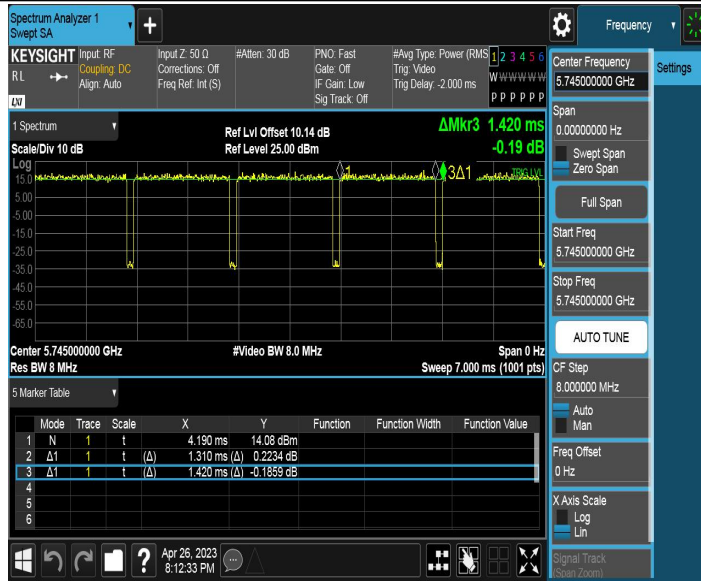 Spectrum Analyzer 1
Swept SA
Frequency
KEYSIGHT
RL
LXI
Input: RF
Coupling: DC
Align: Auto
Input Z: 50 Ω
Corrections: Off
Freq Ref: Int (S)
#Atten: 30 dB
PNO: Fast
Gate: Off
IF Gain: Low
Sig Track: Off
#Avg Type: Power (RMS
Trig: Video
Trig Delay: -2.000 ms
1 2 3 4 5 6
W W W W W W
P P P P P P
Center Frequency
5.745000000 GHz
Settings
Span
0.00000000 Hz
Swept Span
Zero Span
Full Span
Start Freq
5.745000000 GHz
Stop Freq
5.745000000 GHz
AUTO TUNE
CF Step
8.000000 MHz
Auto
Man
Freq Offset
0 Hz
X Axis Scale
Log
Lin
Signal Track
(Span Zoom)
1 Spectrum
Scale/Div 10 dB
Ref Lvl Offset 10.14 dB
Ref Level 25.00 dBm
ΔMkr3 1.420 ms
-0.19 dB
Log
15.0
5.00
-5.00
-15.0
-25.0
-35.0
-45.0
-55.0
-65.0
1
3Δ1
TRIG LVL
Center 5.745000000 GHz
Res BW 8 MHz
#Video BW 8.0 MHz
Span 0 Hz
Sweep 7.000 ms (1001 pts)
5 Marker Table
Mode Trace Scale X Y Function Function Width Function Value
1 N 1 t 4.190 ms 14.08 dBm
2 Δ1 1 t (Δ) 1.310 ms (Δ) 0.2234 dB
3 Δ1 1 t (Δ) 1.420 ms (Δ) -0.1859 dB
4
5
6
?
Apr 26, 2023
8:12:33 PM